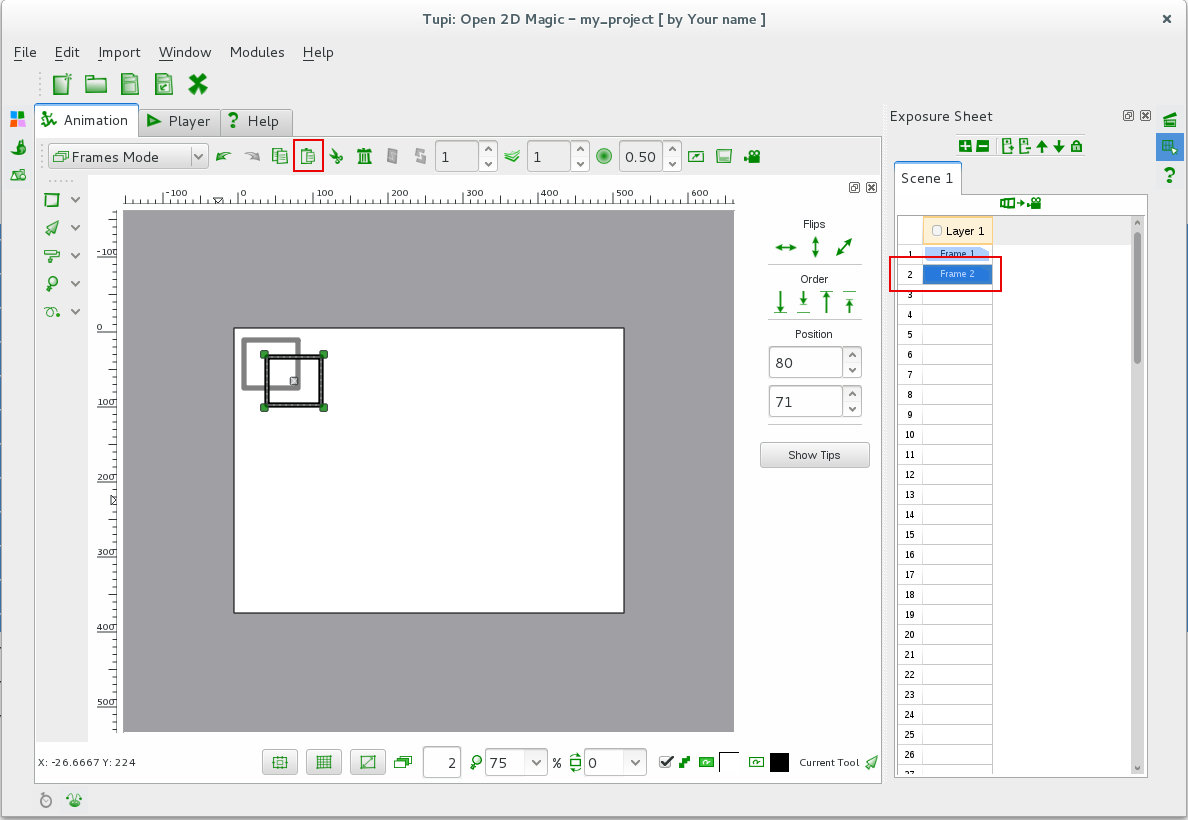 Tupi: Open 2D Magic – my_project [ by Your name ]
File Edit Import Window Modules Help
Animation Player Help
Frames Mode 1 1 0.50
-100 0 100 200 300 400 500 600
-100
0
100
200
300
400
500
Flips
Order
Position
80
71
Show Tips
X: -26.6667 Y: 224 2 75 % 0 Current Tool
Exposure Sheet
Scene 1
Layer 1
1 Frame 1
2 Frame 2
3
4
5
6
7
8
9
10
11
12
13
14
15
16
17
18
19
20
21
22
23
24
25
26
27